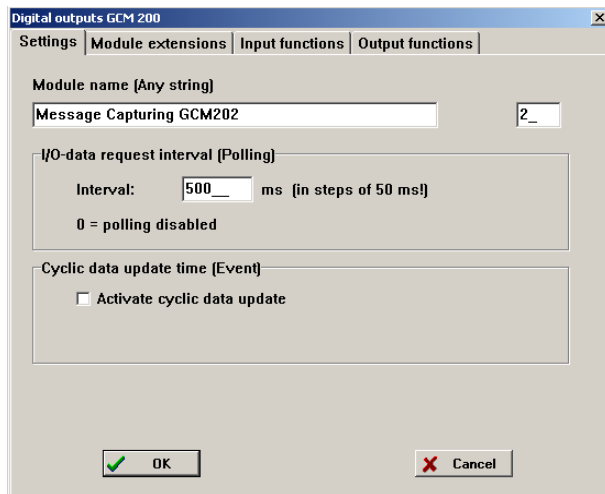 Digital outputs GCM 200
Settings Module extensions Input functions Output functions
Module name (Any string)
Message Capturing GCM202 2_
I/O-data request interval (Polling)
Interval: 500__ ms (in steps of 50 ms!)
0 = polling disabled
Cyclic data update time (Event)
Activate cyclic data update
OK Cancel